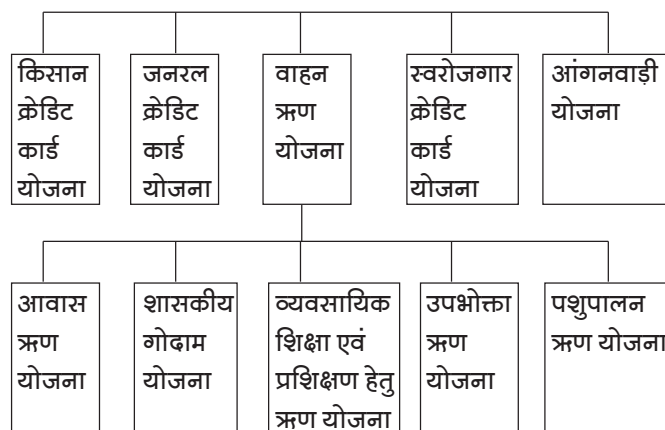 किसान
क्रेडिट
कार्ड
योजना
जनरल
क्रेडिट
कार्ड
योजना
वाहन
ऋण
योजना
स्वरोजगार
क्रेडिट
कार्ड
योजना
आंगनवाड़ी
योजना
आवास
ऋण
योजना
शासकीय
गोदाम
योजना
व्यवसायिक
शिक्षा एवं
प्रशिक्षण हेतु
ऋण योजना
उपभोक्ता
ऋण
योजना
पशुपालन
ऋण योजना